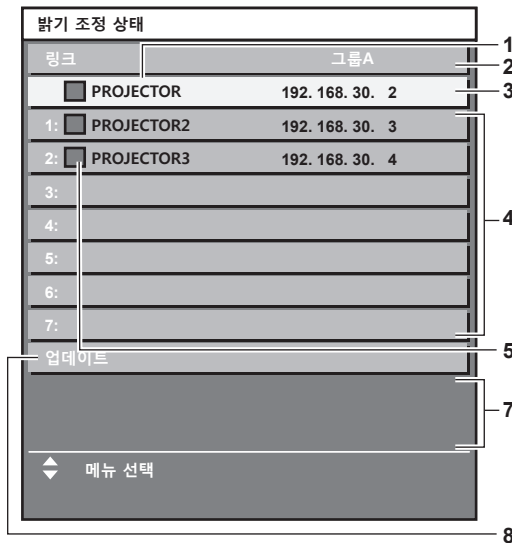 밝기 조정 상태
링크 그룹A
PROJECTOR 192. 168. 30. 2
1: PROJECTOR2 192. 168. 30. 3
2: PROJECTOR3 192. 168. 30. 4
3:
4:
5:
6:
7:
업데이트
메뉴 선택
1
2
3
4
5
7
8